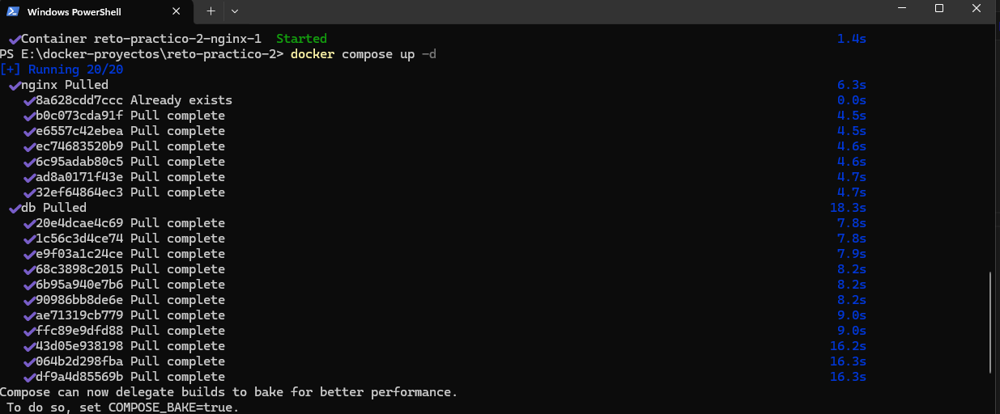 Windows PowerShell
✔Container reto-practico-2-nginx-1  Started 1.4s
PS E:\docker-proyectos\reto-practico-2> docker compose up -d
[+] Running 20/20
✔nginx Pulled 6.3s
✔8a628cdd7ccc Already exists 0.0s
✔b0c073cda91f Pull complete 4.5s
✔e6557c42ebea Pull complete 4.5s
✔ec74683520b9 Pull complete 4.6s
✔6c95adab80c5 Pull complete 4.6s
✔ad8a0171f43e Pull complete 4.7s
✔32ef64864ec3 Pull complete 4.7s
✔db Pulled 18.3s
✔20e4dcae4c69 Pull complete 7.8s
✔1c56c3d4ce74 Pull complete 7.8s
✔e9f03a1c24ce Pull complete 7.9s
✔68c3898c2015 Pull complete 8.2s
✔6b95a940e7b6 Pull complete 8.2s
✔90986bb8de6e Pull complete 8.2s
✔ae71319cb779 Pull complete 9.0s
✔ffc89e9dfd88 Pull complete 9.0s
✔43d05e938198 Pull complete 16.2s
✔064b2d298fba Pull complete 16.3s
✔df9a4d85569b Pull complete 16.3s
Compose can now delegate builds to bake for better performance.
To do so, set COMPOSE_BAKE=true.